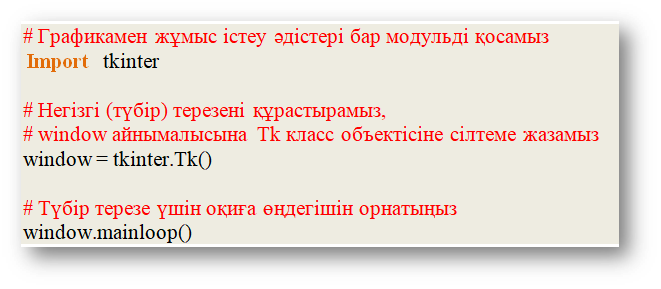 # Графикамен жұмыс істеу әдістері бар модульді қосамыз
Import tkinter
# Негізгі (түбір) терезені құрастырамыз,
# window айнымалысына Tk класс объектісіне сілтеме жазамыз
window = tkinter.Tk()
# Түбір терезе үшін оқиға өңдегішін орнатыңыз
window.mainloop()